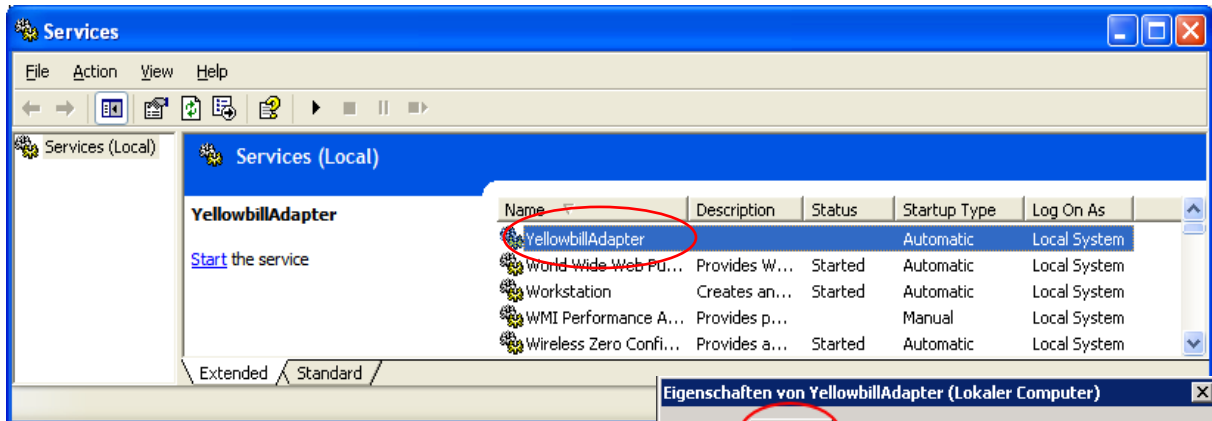 Services
File Action View Help
Services (Local)
Services (Local)
YellowbillAdapter
Start the service
Name Description Status Startup Type Log On As
YellowbillAdapter Automatic Local System
World Wide Web Pu... Provides W... Started Automatic Local System
Workstation Creates an... Started Automatic Local System
WMI Performance A... Provides p... Manual Local System
Wireless Zero Confi... Provides a... Started Automatic Local System
Extended Standard
Eigenschaften von YellowbillAdapter (Lokaler Computer)